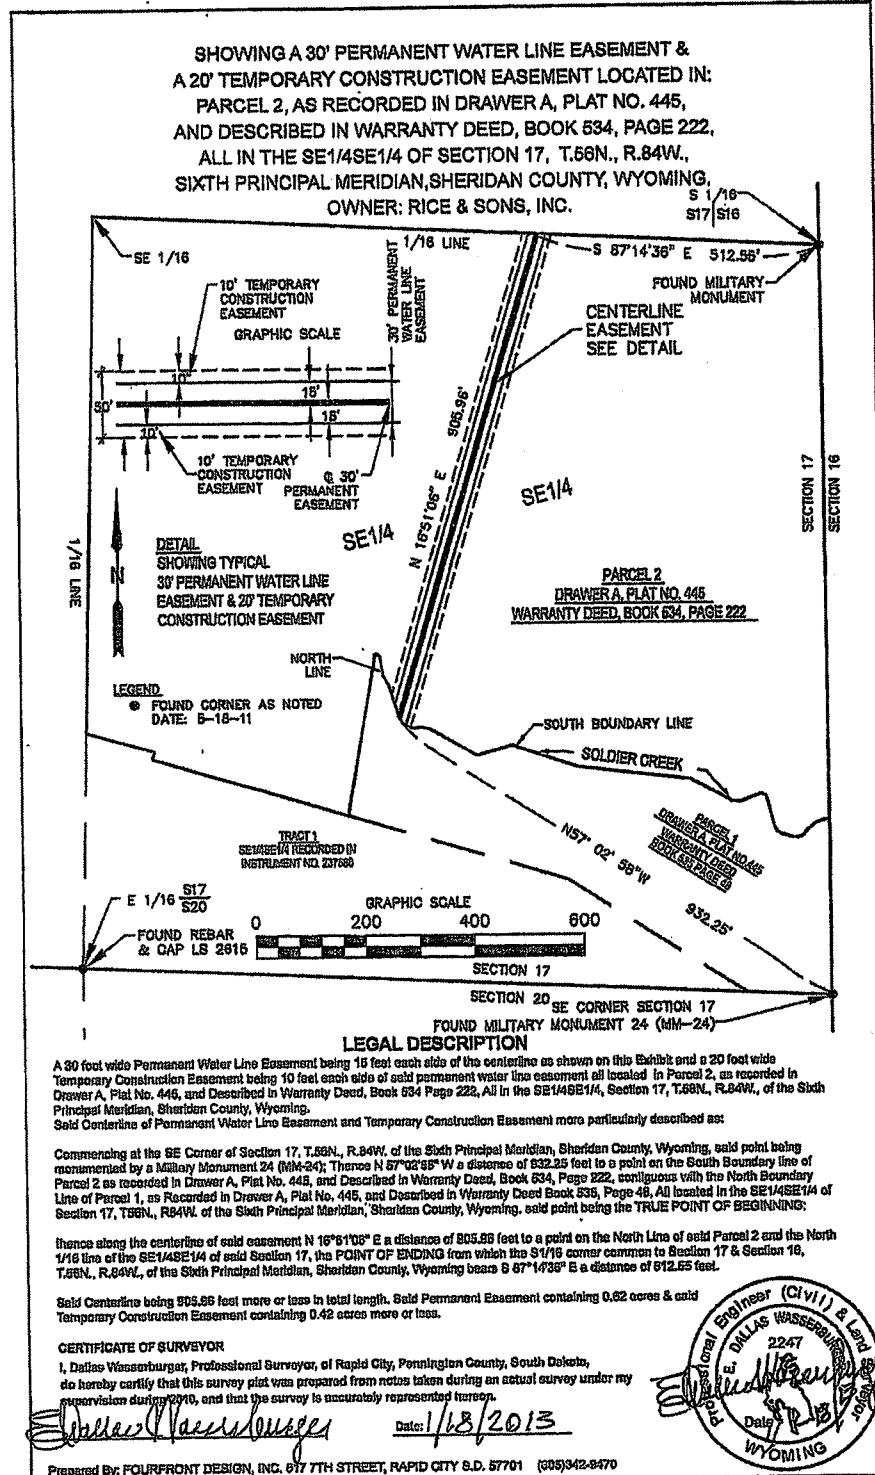 SHOWING A 30' PERMANENT WATER LINE EASEMENT &
A 20' TEMPORARY CONSTRUCTION EASEMENT LOCATED IN:
PARCEL 2, AS RECORDED IN DRAWER A, PLAT NO. 445,
AND DESCRIBED IN WARRANTY DEED, BOOK 534, PAGE 222,
ALL IN THE SE1/4SE1/4 OF SECTION 17, T.56N., R.84W.,
SIXTH PRINCIPAL MERIDIAN, SHERIDAN COUNTY, WYOMING,
OWNER: RICE & SONS, INC.
S 1/16
S17 S16
SE 1/16
1/16 LINE
S 87°14'36" E 512.55'
FOUND MILITARY
MONUMENT
10' TEMPORARY
CONSTRUCTION
EASEMENT
30' PERMANENT
WATER LINE
EASEMENT
GRAPHIC SCALE
CENTERLINE
EASEMENT
SEE DETAIL
10'
15'
50'
15'
10'
10' TEMPORARY
CONSTRUCTION
EASEMENT
℄ 30'
PERMANENT
EASEMENT
N 16°51'06" E 905.96'
SECTION 17
SECTION 16
SE1/4
SE1/4
1/16 LINE
N
DETAIL
SHOWING TYPICAL
30' PERMANENT WATER LINE
EASEMENT & 20' TEMPORARY
CONSTRUCTION EASEMENT
PARCEL 2
DRAWER A, PLAT NO. 445
WARRANTY DEED, BOOK 534, PAGE 222
NORTH
LINE
LEGEND
FOUND CORNER AS NOTED
DATE: 5-18-11
SOUTH BOUNDARY LINE
SOLDIER CREEK
TRACT 1
SE1/4SE1/4 RECORDED IN
INSTRUMENT NO.
PARCEL 1
DRAWER A, PLAT NO. 445
WARRANTY DEED
BOOK 535 PAGE 48
N57° 02' 58"W
932.25'
E 1/16 S17
S20
FOUND REBAR
& CAP LS 2615
GRAPHIC SCALE
0 200 400 600
SECTION 17
SECTION 20
SE CORNER SECTION 17
FOUND MILITARY MONUMENT 24 (MM-24)
LEGAL DESCRIPTION
A 30 foot wide Permanent Water Line Easement being 15 feet each side of the centerline as shown on this Exhibit and a 20 foot wide
Temporary Construction Easement being 10 feet each side of said permanent water line easement all located in Parcel 2, as recorded in
Drawer A, Plat No. 445, and Described in Warranty Deed, Book 534 Page 222, All in the SE1/4SE1/4, Section 17, T.56N., R.84W., of the Sixth
Principal Meridian, Sheridan County, Wyoming.
Said Centerline of Permanent Water Line Easement and Temporary Construction Easement more particularly described as:
Commencing at the SE Corner of Section 17, T.56N., R.84W. of the Sixth Principal Meridian, Sheridan County, Wyoming, said point being
monumented by a Military Monument 24 (MM-24); Thence N 57°02'58" W a distance of 932.25 feet to a point on the South Boundary line of
Parcel 2 as recorded in Drawer A, Plat No. 445, and Described in Warranty Deed, Book 534, Page 222, contiguous with the North Boundary
Line of Parcel 1, as Recorded in Drawer A, Plat No. 445, and Described in Warranty Deed Book 535, Page 48, All located in the SE1/4SE1/4 of
Section 17, T56N., R84W. of the Sixth Principal Meridian, Sheridan County, Wyoming. said point being the TRUE POINT OF BEGINNING;
thence along the centerline of said easement N 16°51'06" E a distance of 905.96 feet to a point on the North Line of said Parcel 2 and the North
1/16 line of the SE1/4SE1/4 of said Section 17, the POINT OF ENDING from which the S1/16 corner common to Section 17 & Section 16,
T.56N., R.84W., of the Sixth Principal Meridian, Sheridan County, Wyoming bears S 87°14'36" E a distance of 512.55 feet.
Said Centerline being 905.96 feet more or less in total length. Said Permanent Easement containing 0.62 acres & said
Temporary Construction Easement containing 0.42 acres more or less.
CERTIFICATE OF SURVEYOR
I, Dallas Wasserburger, Professional Surveyor, of Rapid City, Pennington County, South Dakota,
do hereby certify that this survey plat was prepared from notes taken during an actual survey under my
supervision during 2010, and that the survey is accurately represented hereon.
Date: 1/18/2013
Professional Engineer (Civil) & Land Surveyor
E. DALLAS WASSERBURGER
2247
Date
WYOMING
Prepared By: FOURFRONT DESIGN, INC. 517 7TH STREET, RAPID CITY S.D. 57701 (605)342-9470